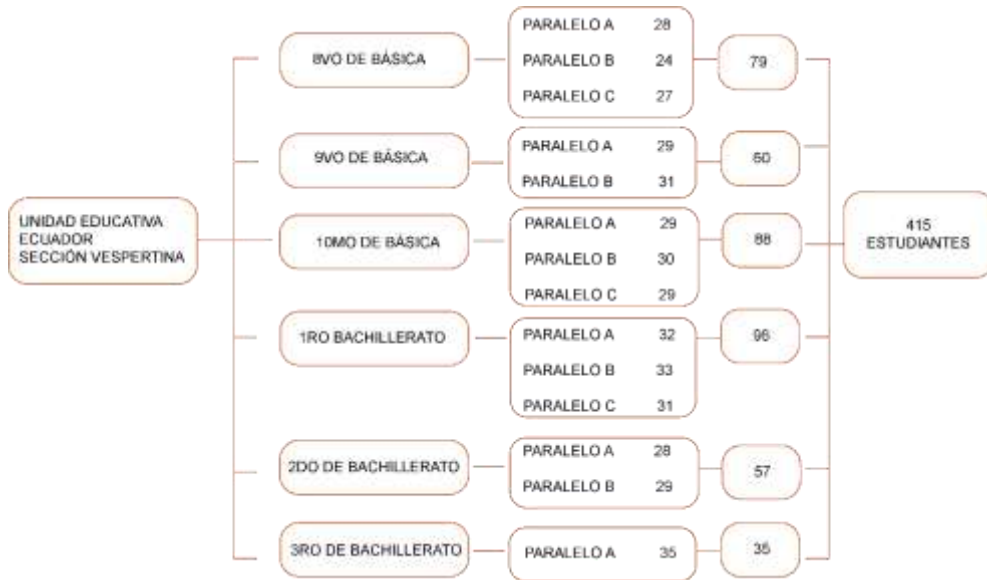 UNIDAD EDUCATIVA
ECUADOR
SECCIÓN VESPERTINA
8VO DE BÁSICA
PARALELO A 28
PARALELO B 24
PARALELO C 27
79
9VO DE BÁSICA
PARALELO A 29
PARALELO B 31
60
10MO DE BÁSICA
PARALELO A 29
PARALELO B 30
PARALELO C 29
88
1RO BACHILLERATO
PARALELO A 32
PARALELO B 33
PARALELO C 31
96
2DO DE BACHILLERATO
PARALELO A 28
PARALELO B 29
57
3RO DE BACHILLERATO
PARALELO A 35
35
415
ESTUDIANTES